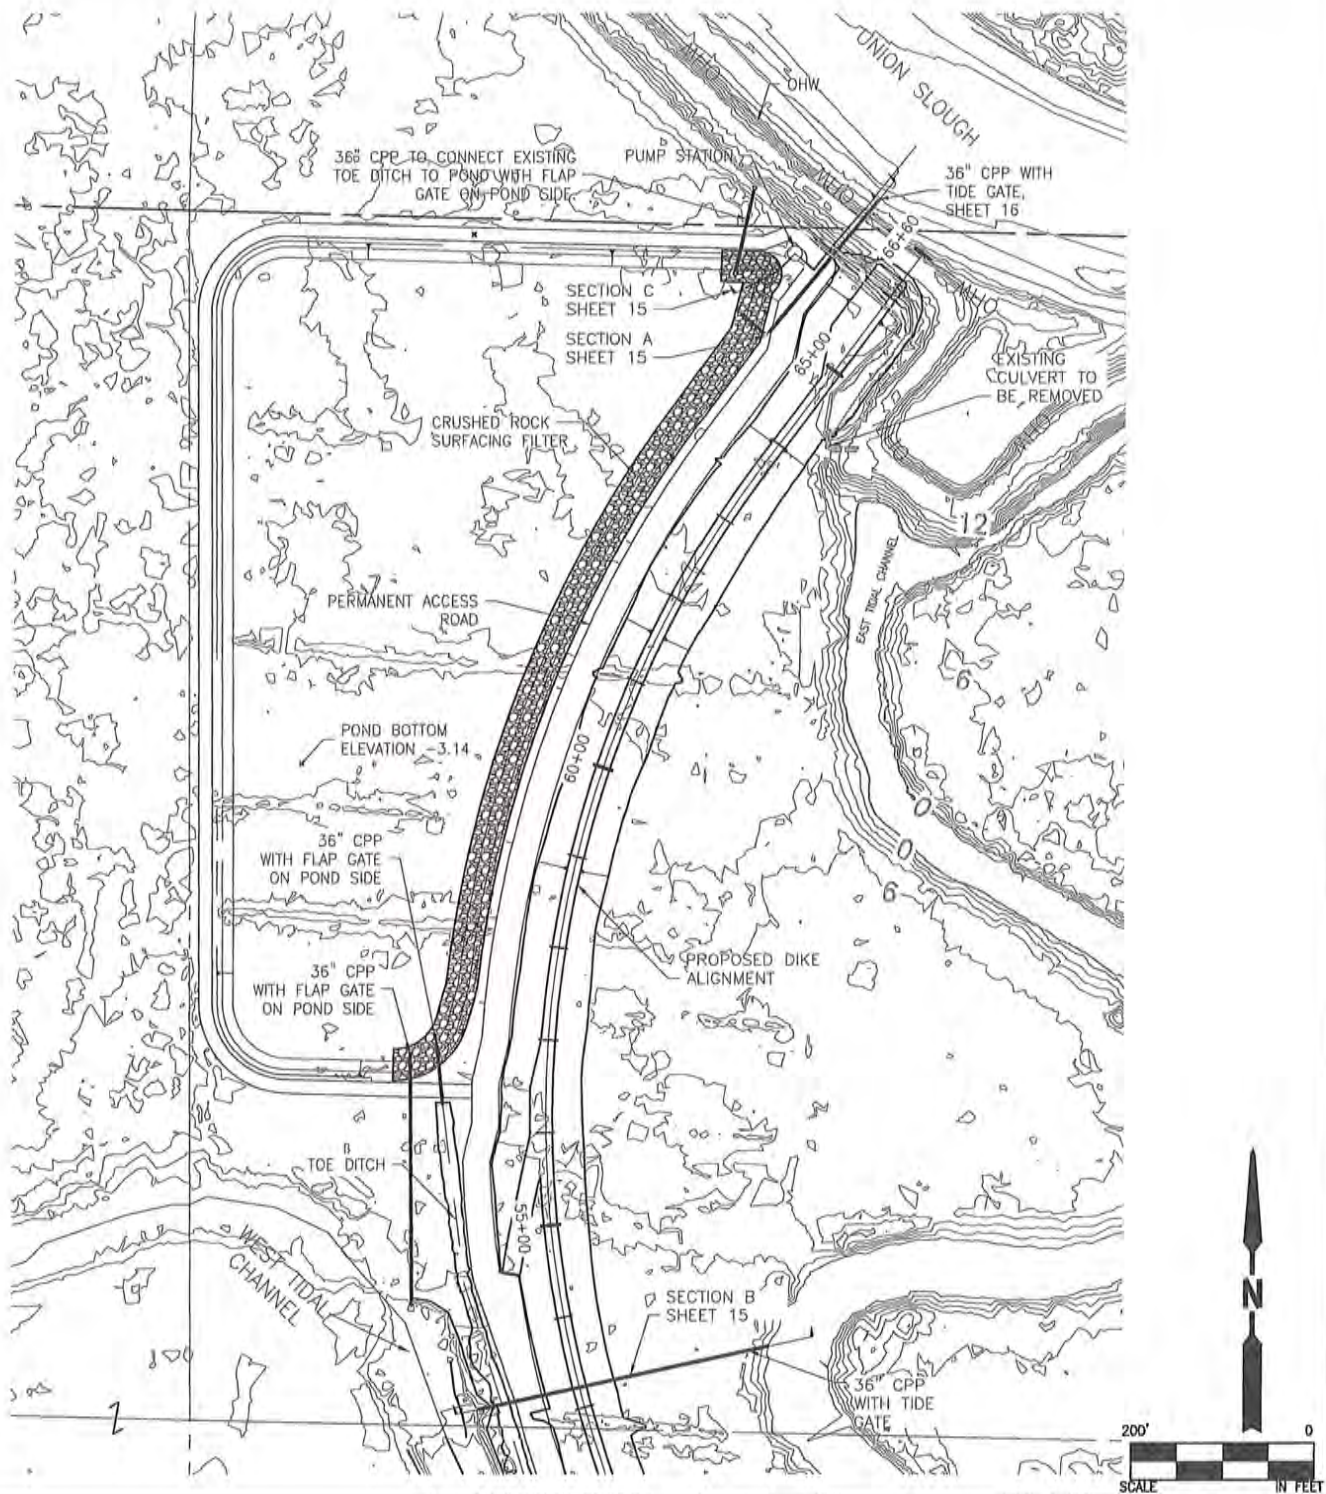 UNION SLOUGH
OHW
MHO
36" CPP TO CONNECT EXISTING
TOE DITCH TO POND WITH FLAP
GATE ON POND SIDE
PUMP STATION
MHO
36" CPP WITH
TIDE GATE,
SHEET 16
66+60
MHO
SECTION C
SHEET 15
SECTION A
SHEET 15
65+00
EXISTING
CULVERT TO
BE REMOVED
CRUSHED ROCK
SURFACING FILTER
12
EAST TIDAL CHANNEL
PERMANENT ACCESS
ROAD
6
POND BOTTOM
ELEVATION -3.14
60+00
0
36" CPP
WITH FLAP GATE
ON POND SIDE
0
6
PROPOSED DIKE
ALIGNMENT
36" CPP
WITH FLAP GATE
ON POND SIDE
TOE DITCH
55+00
WEST TIDAL
CHANNEL
SECTION B
SHEET 15
36" CPP
WITH TIDE
GATE
N
200'
0
SCALE
IN FEET